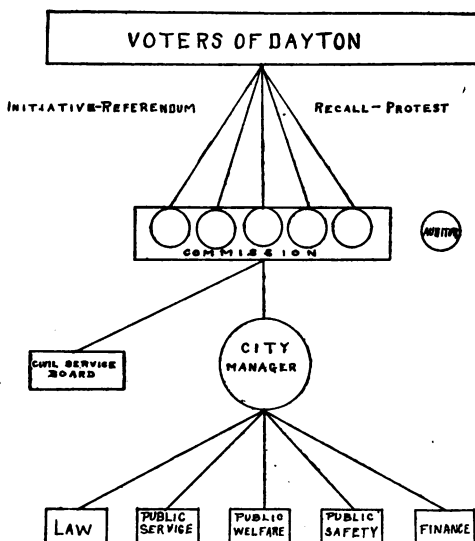 VOTERS OF DAYTON
INITIATIVE-REFERENDUM
RECALL-PROTEST
COMMISSION
AUDITOR
CITY
MANAGER
CIVIL SERVICE
BOARD
LAW
PUBLIC
SERVICE
PUBLIC
WELFARE
PUBLIC
SAFETY
FINANCE